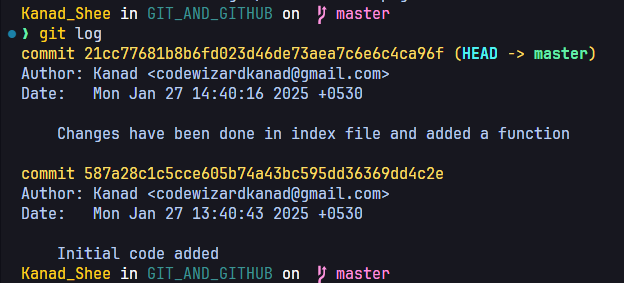 Kanad_Shee in GIT_AND_GITHUB on master
❯ git log
commit 21cc77681b8b6fd023d46de73aea7c6e6c4ca96f (HEAD -> master)
Author: Kanad <codewizardkanad@gmail.com>
Date:   Mon Jan 27 14:40:16 2025 +0530
Changes have been done in index file and added a function
commit 587a28c1c5cce605b74a43bc595dd36369dd4c2e
Author: Kanad <codewizardkanad@gmail.com>
Date:   Mon Jan 27 13:40:43 2025 +0530
Initial code added
Kanad_Shee in GIT_AND_GITHUB on master